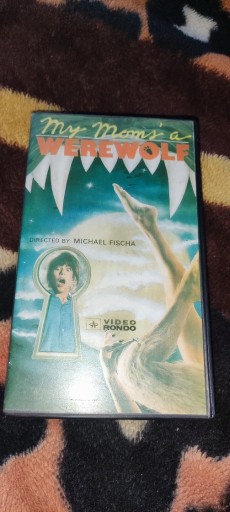 My Mom's a
WEREWOLF
DIRECTED BY: MICHAEL FISCHA
VIDEO
RONDO